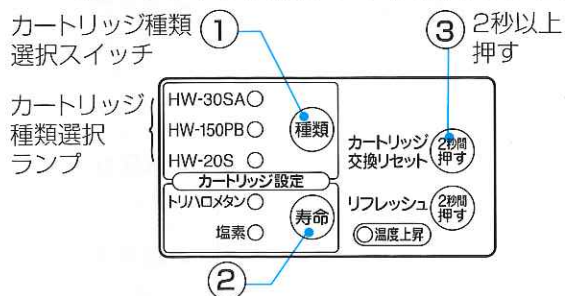 カートリッジ種類
選択スイッチ
①
③
2秒以上
押す
カートリッジ
種類選択
ランプ
HW-30SA
HW-150PB
HW-20S
種類
カートリッジ
交換リセット
2秒間
押す
カートリッジ設定
トリハロメタン
塩素
寿命
リフレッシュ
2秒間
押す
温度上昇
②